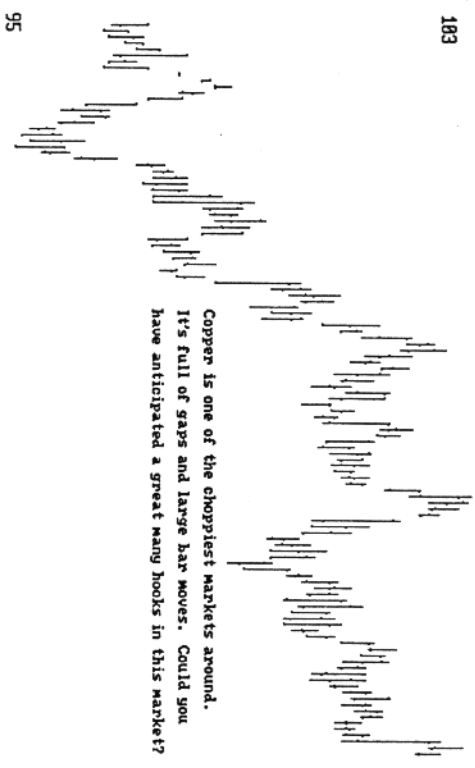 103
95
Copper is one of the choppiest markets around.
It's full of gaps and large bar moves. Could you
have anticipated a great many hooks in this market?